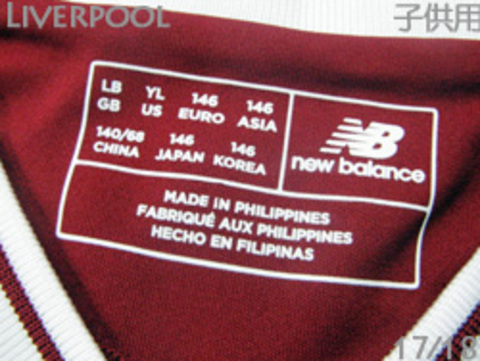 LIVERPOOL
子供用
LB YL 146 146
GB US EURO ASIA
140/68 146 146
CHINA JAPAN KOREA
NB
new balance
MADE IN PHILIPPINES
FABRIQUÉ AUX PHILIPPINES
HECHO EN FILIPINAS
17/18